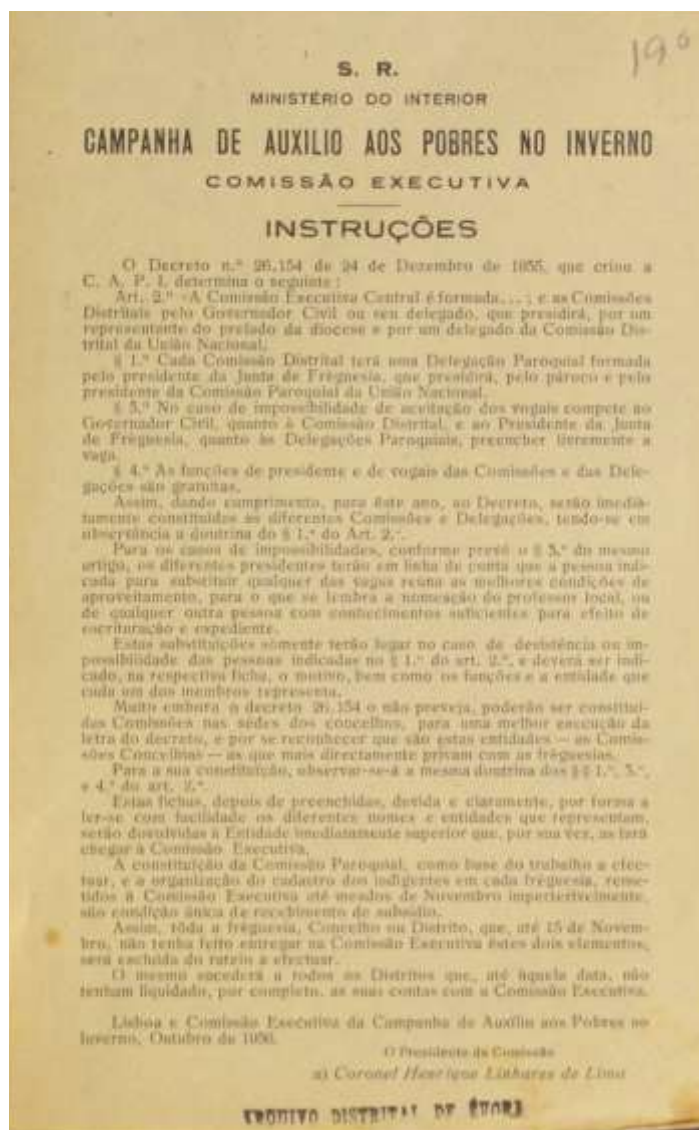 19 6
S. R.
MINISTÉRIO DO INTERIOR
CAMPANHA DE AUXILIO AOS POBRES NO INVERNO
COMISSÃO EXECUTIVA
INSTRUÇÕES
O Decreto n.º 26.154 de 24 de Dezembro de 1935, que criou a
C. A. P. I. determina o seguinte :
Art. 2.º «A Comissão Executiva Central é formada... ; e as Comissões
Distritais pelo Governador Civil ou seu delegado, que presidirá, por um
representante do prelado da diocese e por um delegado da Comissão Dis-
trital da União Nacional.
§ 1.º Cada Comissão Distrital terá uma Delegação Paroquial formada
pelo presidente da Junta de Frèguesia, que presidirá, pelo pároco e pelo
presidente da Comissão Paroquial da União Nacional.
§ 3.º No caso de impossibilidade de aceitação dos vogais compete ao
Governador Civil, quanto à Comissão Distrital, e ao Presidente da Junta
de Frèguesia, quanto às Delegações Paroquiais, preencher livremente a
vaga.
§ 4.º As funções de presidente e de vogais das Comissões e das Dele-
gações são gratuitas.
Assim, dando cumprimento, para êste ano, ao Decreto, serão imedià-
tamente constituidas as diferentes Comissões e Delegações, tendo-se em
observância a doutrina do § 1.º do Art. 2.º.
Para os casos de impossibilidades, conforme prevê o § 3.º do mesmo
artigo, os diferentes presidentes terão em linha de conta que a pessoa indi-
cada para substituir qualquer das vagas reúna as melhores condições de
aproveitamento, para o que se lembra a nomeação do professor local, ou
de qualquer outra pessoa com conhecimentos suficientes para efeito de
escrituração e expediente.
Estas substituições sòmente terão lugar no caso de desistência ou im-
possibilidade das pessoas indicadas no § 1.º do art. 2.º, e deverá ser indi-
cado, na respectiva ficha, o motivo, bem como as funções e a entidade que
cada um dos membros representa.
Muito embora o decreto 26.154 o não preveja, poderão ser constituí-
das Comissões nas sedes dos concelhos, para uma melhor execução da
letra do decreto, e por se reconhecer que são estas entidades — as Comis-
sões Concelhias — as que mais directamente privam com as frèguesias.
Para a sua constituição, observar-se-á a mesma doutrina dos §§ 1.º, 3.º,
e 4.º do art. 2.º.
Estas fichas, depois de preenchidas, devida e claramente, por forma a
ler-se com facilidade os diferentes nomes e entidades que representam,
serão devolvidas à Entidade imediatamente superior que, por sua vez, as fará
chegar à Comissão Executiva.
A constituição da Comissão Paroquial, como base do trabalho a efec-
tuar, e a organização do cadastro dos indigentes em cada frèguesia, reme-
tidos à Comissão Executiva até meados de Novembro impreterìvelmente,
são condição única de recebimento de subsídio.
Assim, tôda a frèguesia, Concelho ou Distrito, que, até 15 de Novem-
bro, não tenha feito entregar na Comissão Executiva êstes dois elementos,
será excluída do rateio a efectuar.
O mesmo sucederá a todos os Distritos que, até àquela data, não
tenham liquidado, por completo, as suas contas com a Comissão Executiva.
Lisboa e Comissão Executiva da Campanha de Auxílio aos Pobres no
Inverno, Outubro de 1936.
O Presidente da Comissão
a) Coronel Henrique Linhares de Lima
ARQUIVO DISTRITAL DE ÉVORA